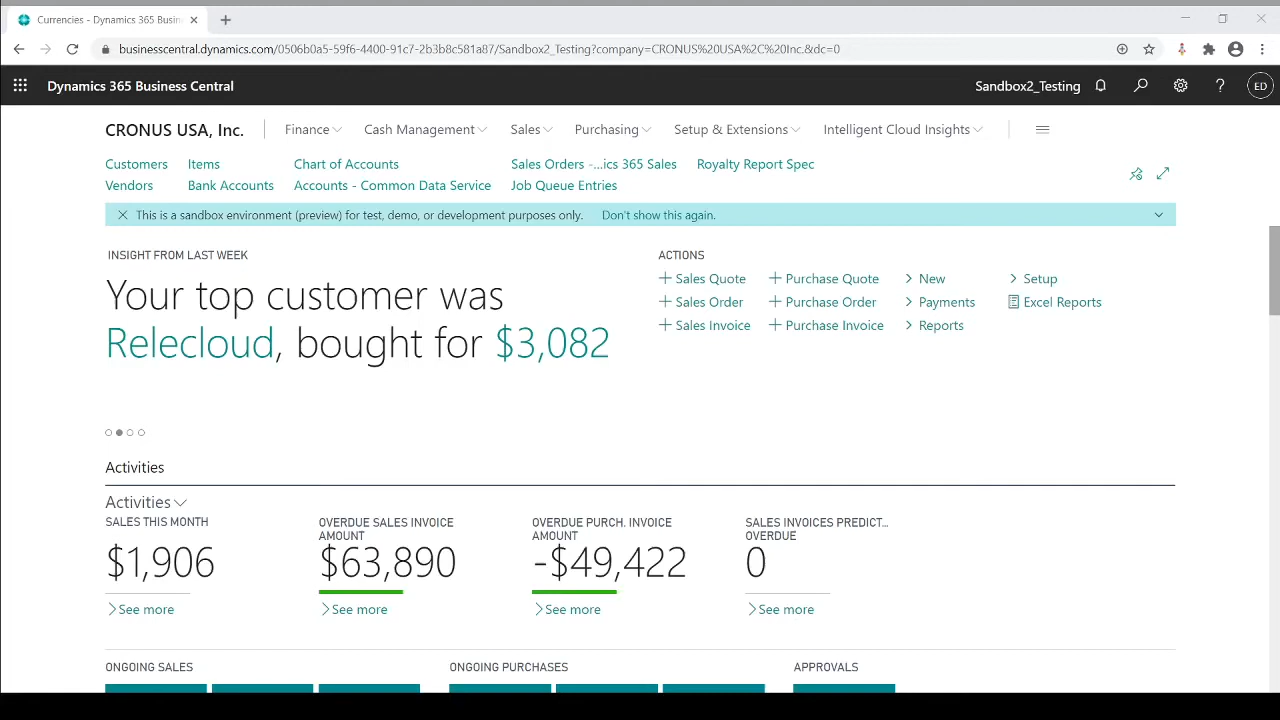 Currencies - Dynamics 365 Busin
businesscentral.dynamics.com/0506b0a5-59f6-4400-91c7-2b3b8c581a87/Sandbox2_Testing?company=CRONUS%20USA%2C%20Inc.&dc=0
Dynamics 365 Business Central
Sandbox2_Testing
ED
CRONUS USA, Inc.
Finance
Cash Management
Sales
Purchasing
Setup & Extensions
Intelligent Cloud Insights
Customers
Items
Chart of Accounts
Sales Orders -...ics 365 Sales
Royalty Report Spec
Vendors
Bank Accounts
Accounts - Common Data Service
Job Queue Entries
This is a sandbox environment (preview) for test, demo, or development purposes only.
Don't show this again.
INSIGHT FROM LAST WEEK
Your top customer was
Relecloud, bought for $3,082
ACTIONS
Sales Quote
Purchase Quote
New
Setup
Sales Order
Purchase Order
Payments
Excel Reports
Sales Invoice
Purchase Invoice
Reports
Activities
Activities
SALES THIS MONTH
$1,906
See more
OVERDUE SALES INVOICE
AMOUNT
$63,890
See more
OVERDUE PURCH. INVOICE
AMOUNT
-$49,422
See more
SALES INVOICES PREDICT...
OVERDUE
0
See more
ONGOING SALES
ONGOING PURCHASES
APPROVALS